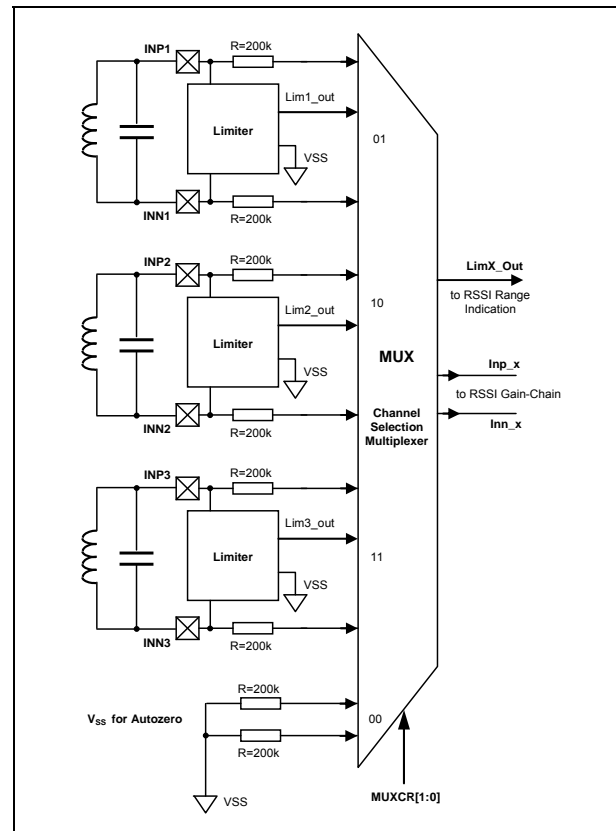 INP1
R=200k
Lim1_out
Limiter
VSS
01
INN1
R=200k
INP2
R=200k
Lim2_out
Limiter
VSS
10
INN2
R=200k
INP3
R=200k
Lim3_out
Limiter
VSS
11
INN3
R=200k
R=200k
VSS for Autozero
R=200k
00
VSS
MUX
Channel
Selection
Multiplexer
LimX_Out
to RSSI Range
Indication
Inp_x
to RSSI Gain-Chain
Inn_x
MUXCR[1:0]